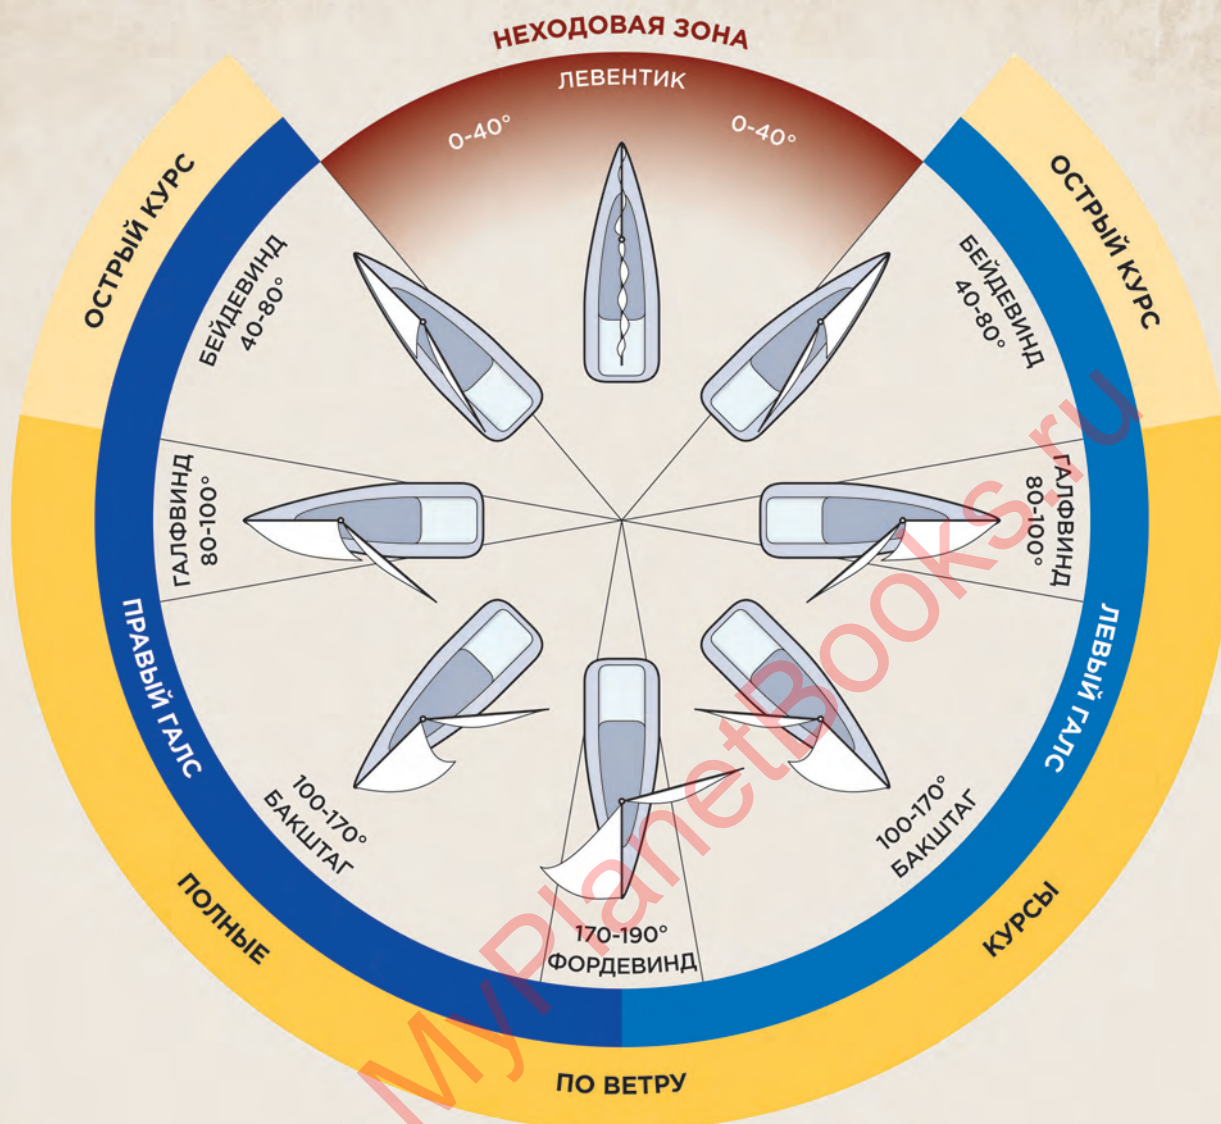 НЕХОДОВАЯ ЗОНА
ЛЕВЕНТИК
0-40°
0-40°
ОСТРЫЙ КУРС
ОСТРЫЙ КУРС
БЕЙДЕВИНД
40-80°
БЕЙДЕВИНД
40-80°
ГАЛФВИНД
80-100°
ГАЛФВИНД
80-100°
ПРАВЫЙ ГАЛС
ЛЕВЫЙ ГАЛС
100-170°
БАКШТАГ
100-170°
БАКШТАГ
ПОЛНЫЕ
КУРСЫ
170-190°
ФОРДЕВИНД
ПО ВЕТРУ
MyPlanetBooks.ru